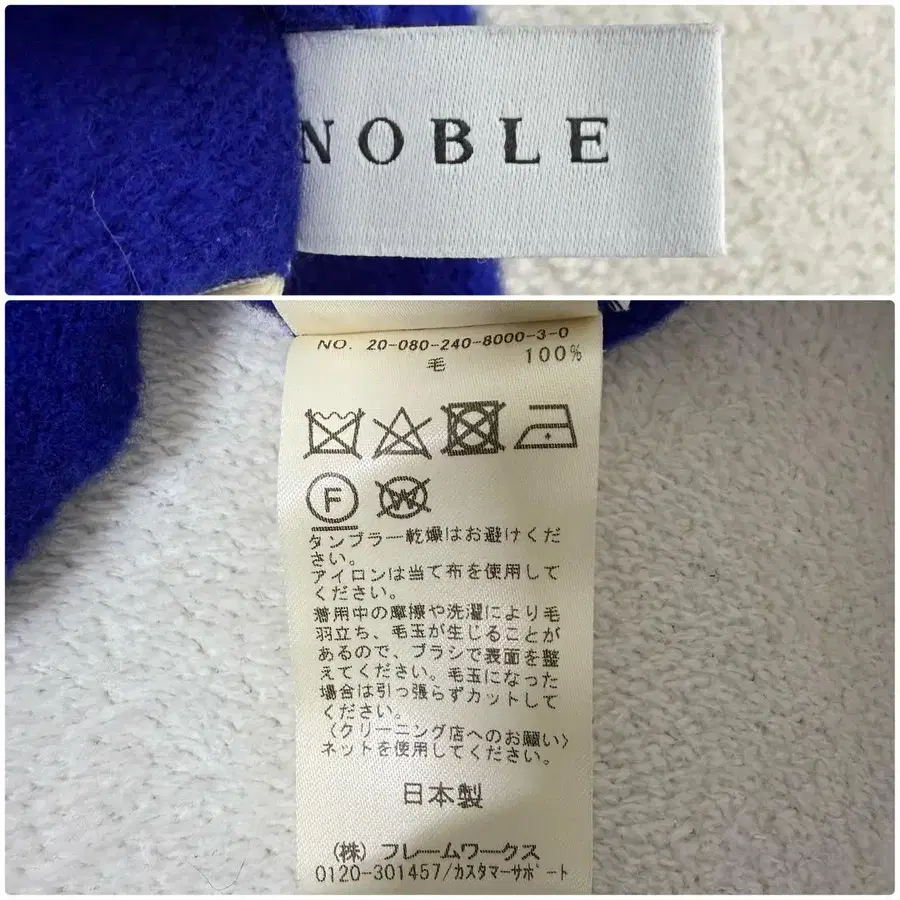 NOBLE
NO. 20-080-240-8000-3-0
毛 100%
F
W
タンブラー乾燥はお避けくだ
さい。
アイロンは当て布を使用して
ください。
着用中の摩擦や洗濯により毛
羽立ち、毛玉が生じることが
あるので、ブラシで表面を整
えてください。毛玉になった
場合は引っ張らずカットして
ください。
〈クリーニング店へのお願い〉
ネットを使用してください。
日本製
(株) フレームワークス
0120-301457/カスタマーサポート